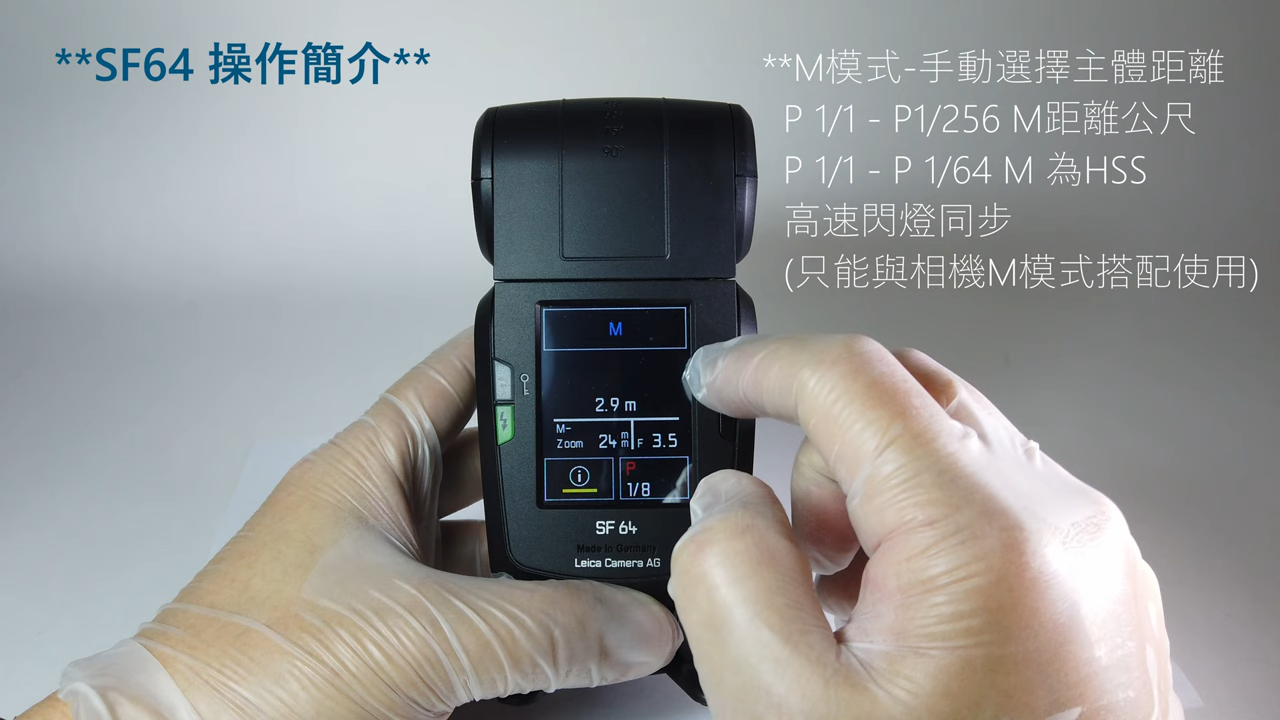 **SF64 操作簡介**
**M模式-手動選擇主體距離
P 1/1 - P1/256 M距離公尺
P 1/1 - P 1/64 M 為HSS
高速閃燈同步
(只能與相機M模式搭配使用)
90°
M
2.9 m
M-
Zoom 24 mm F 3.5
i
P
1/8
SF 64
Made in Germany
Leica Camera AG